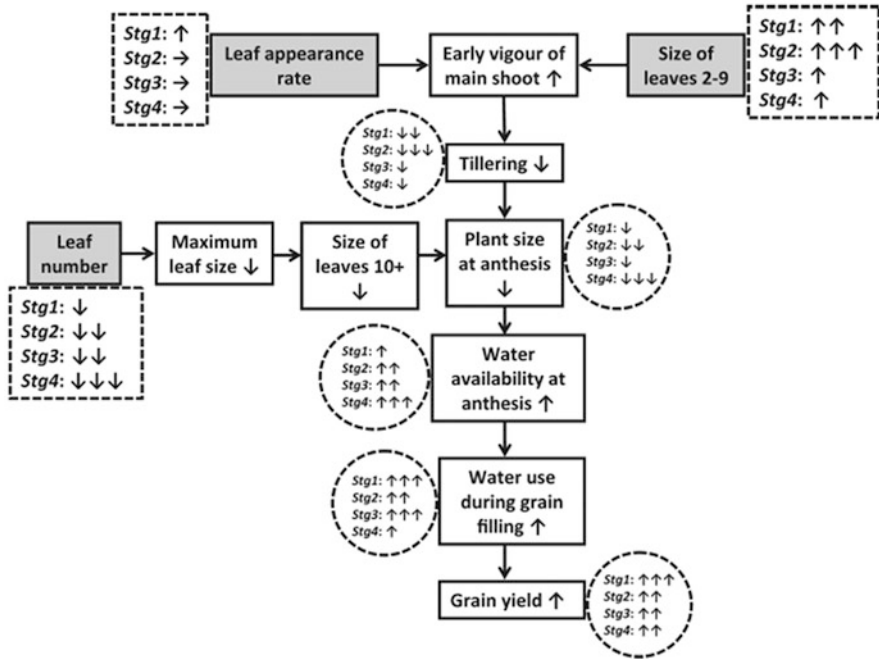 Stg1: ↑
Stg2: →
Stg3: →
Stg4: →
Leaf appearance
rate
Early vigour of
main shoot ↑
Size of
leaves 2-9
Stg1: ↑↑
Stg2: ↑↑↑
Stg3: ↑
Stg4: ↑
Stg1: ↓↓
Stg2: ↓↓↓
Stg3: ↓
Stg4: ↓
Tillering ↓
Leaf
number
Maximum
leaf size ↓
Size of
leaves 10+
↓
Plant size
at anthesis
↓
Stg1: ↓
Stg2: ↓↓
Stg3: ↓
Stg4: ↓↓↓
Stg1: ↓
Stg2: ↓↓
Stg3: ↓↓
Stg4: ↓↓↓
Stg1: ↑
Stg2: ↑↑
Stg3: ↑↑
Stg4: ↑↑↑
Water
availability at
anthesis ↑
Stg1: ↑↑↑
Stg2: ↑↑
Stg3: ↑↑↑
Stg4: ↑
Water use
during grain
filling ↑
Grain yield ↑
Stg1: ↑↑↑
Stg2: ↑↑
Stg3: ↑↑
Stg4: ↑↑